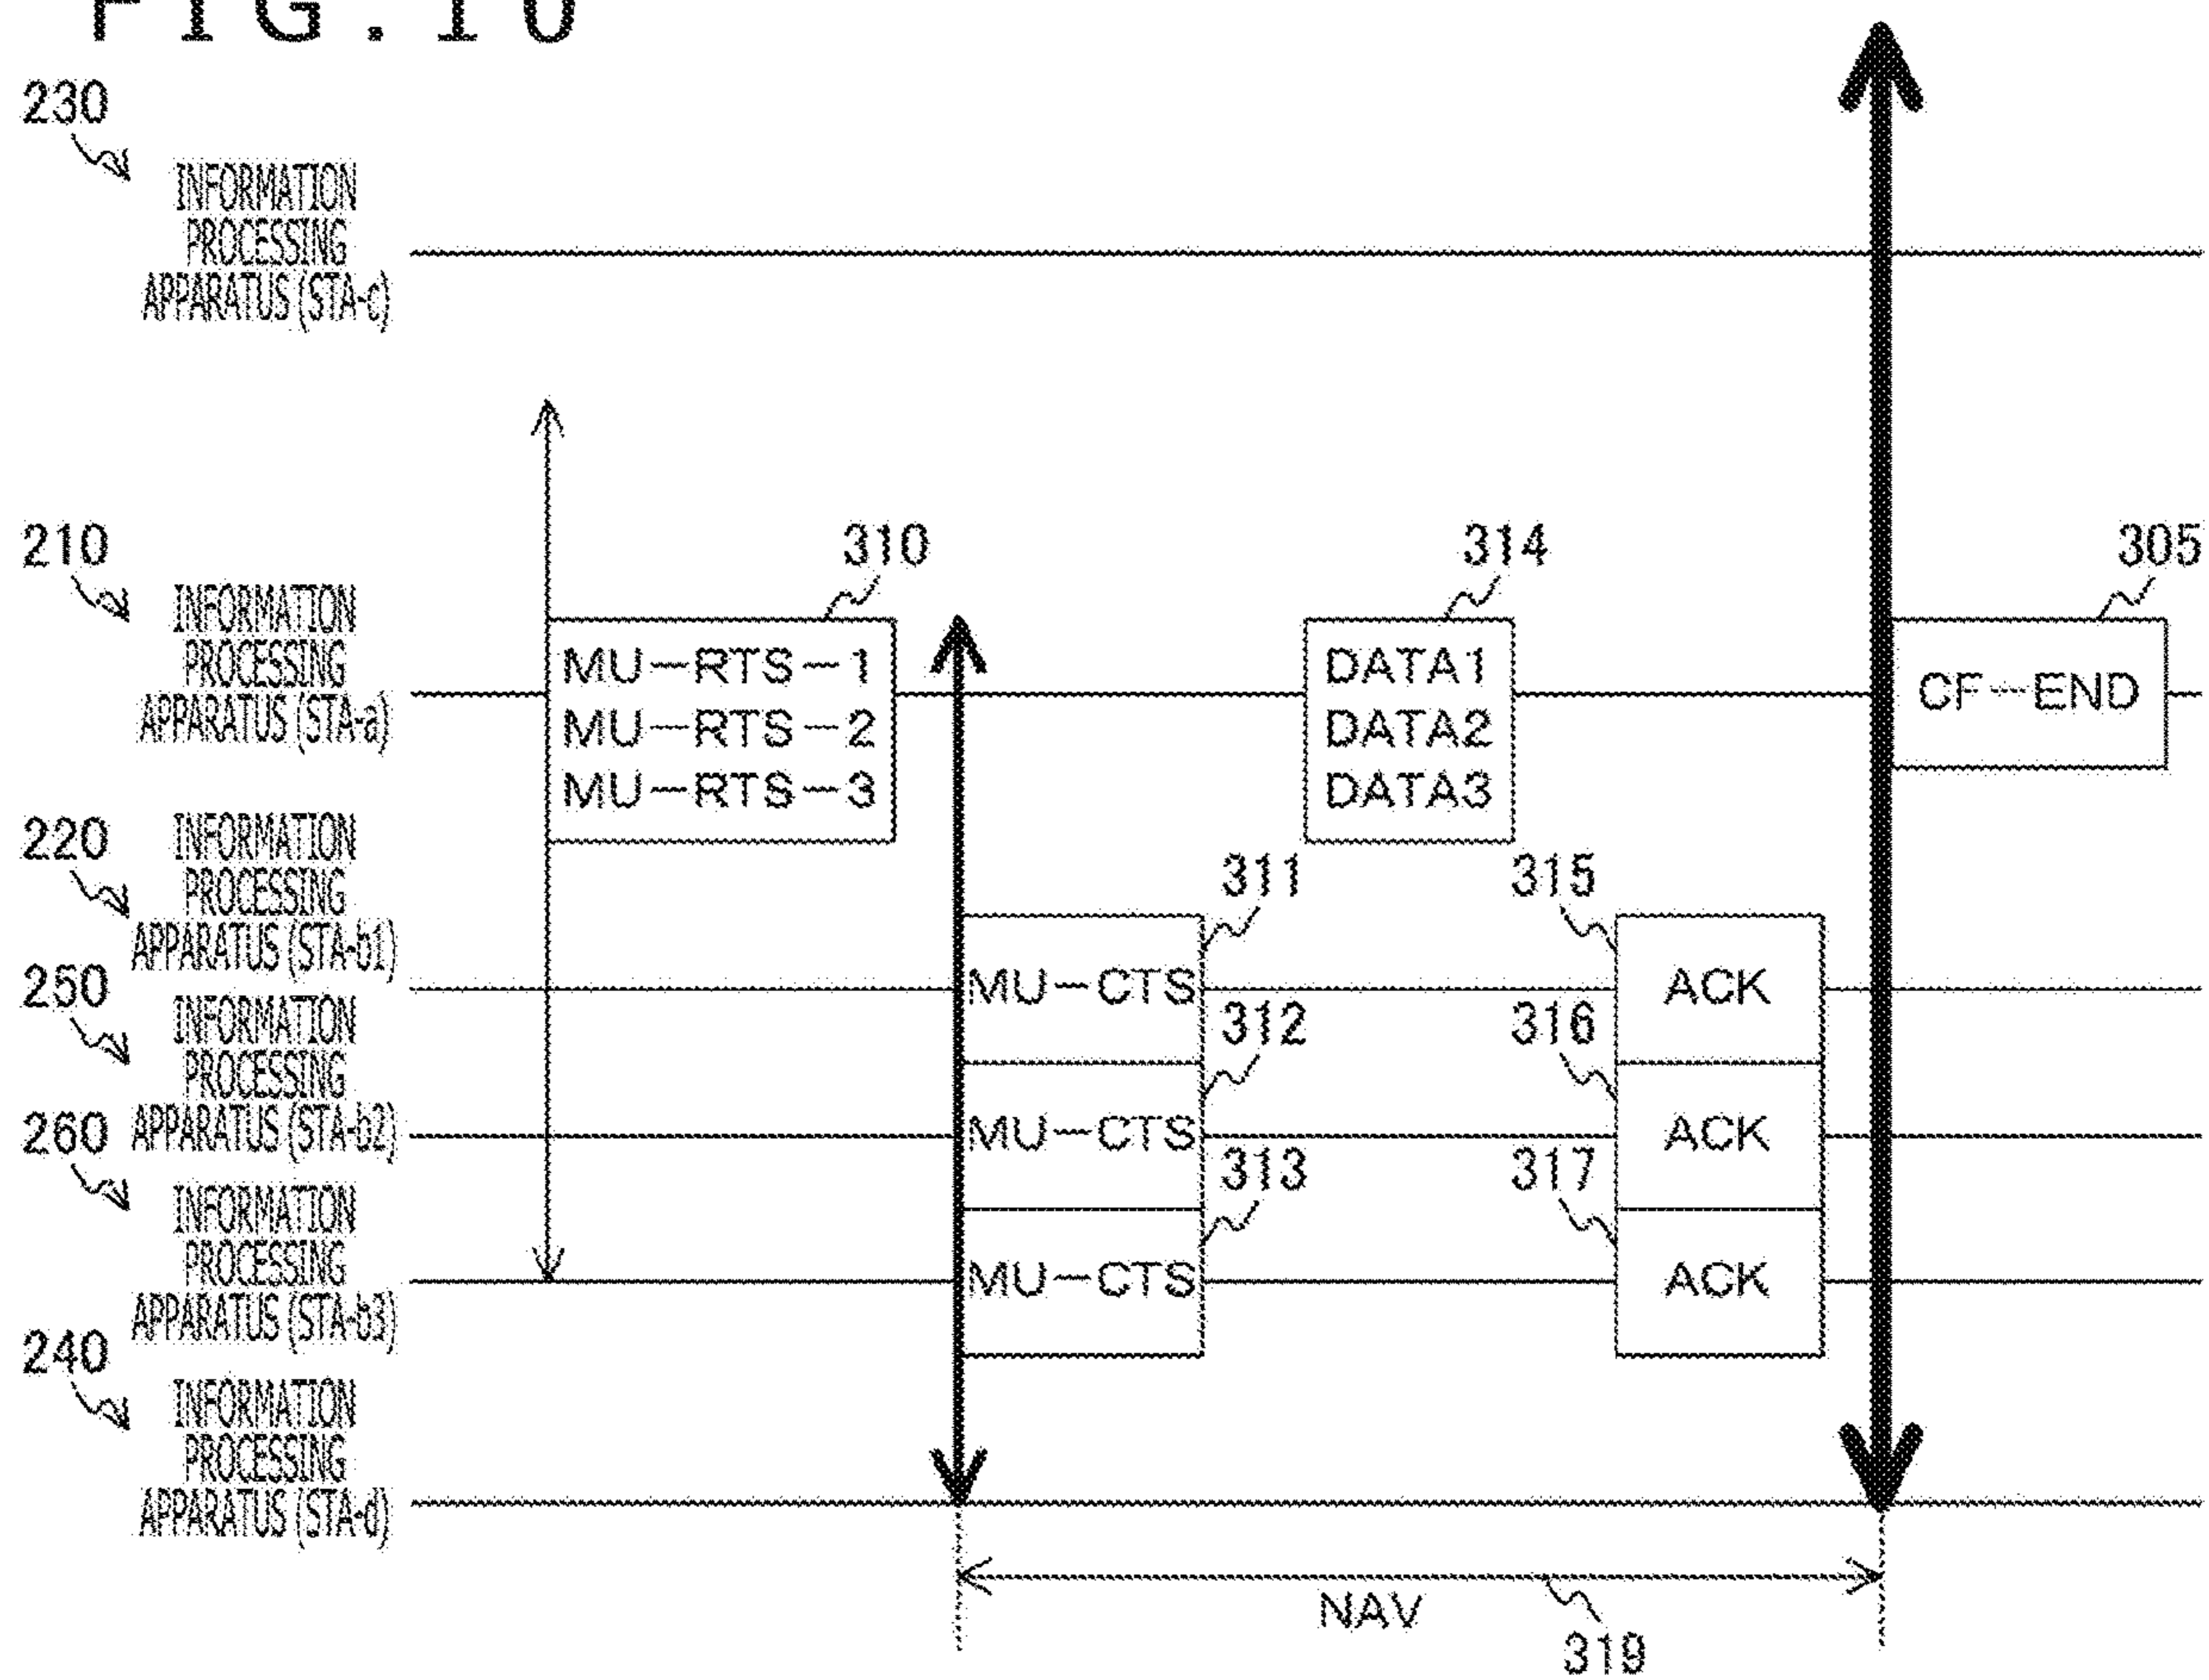 FIG.10
230
INFORMATION
PROCESSING
APPARATUS (STA-c)
210
INFORMATION
PROCESSING
APPARATUS (STA-a)
310
MU-RTS-1
MU-RTS-2
MU-RTS-3
314
DATA1
DATA2
DATA3
305
CF-END
220
INFORMATION
PROCESSING
APPARATUS (STA-b1)
311
MU-CTS
315
ACK
250
INFORMATION
PROCESSING
APPARATUS (STA-b2)
312
MU-CTS
316
ACK
260
INFORMATION
PROCESSING
APPARATUS (STA-b3)
313
MU-CTS
317
ACK
240
INFORMATION
PROCESSING
APPARATUS (STA-d)
NAV
319